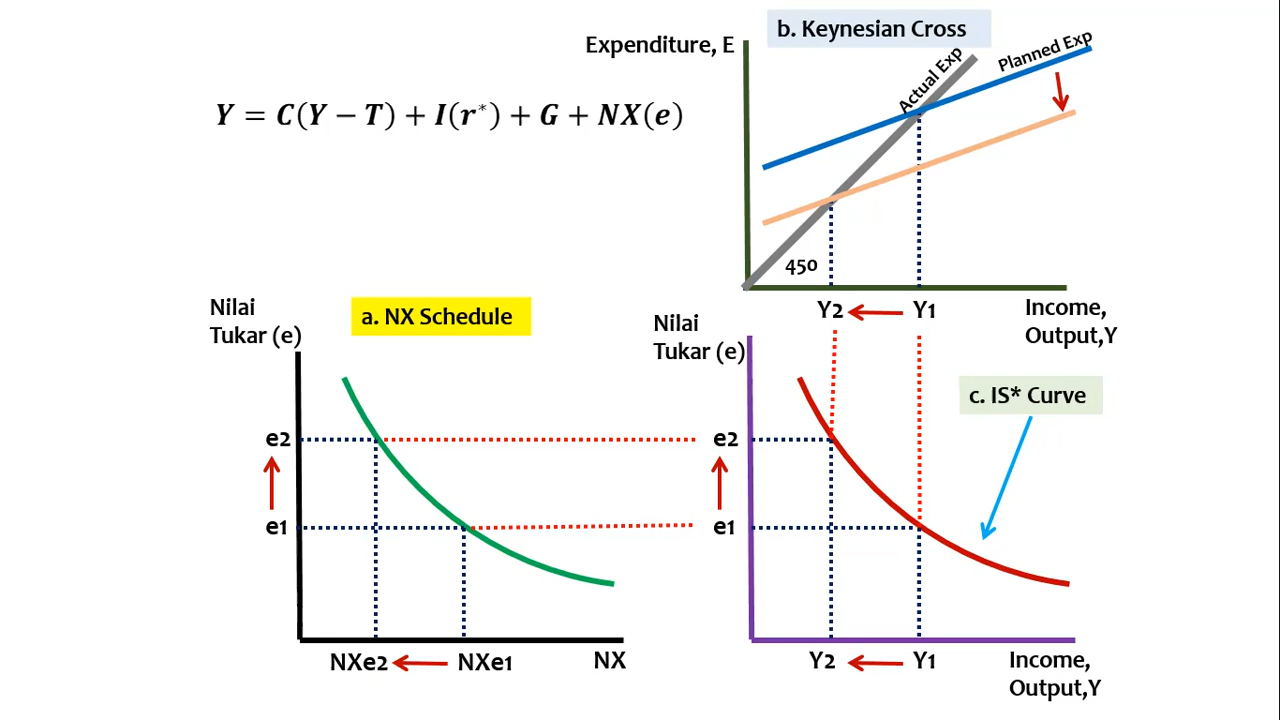 b. Keynesian Cross
Expenditure, E
Planned Exp
Actual Exp
Y = C(Y − T) + I(r*) + G + NX(e)
450
Y2
Y1
Income,
Output,Y
Nilai
Tukar (e)
a. NX Schedule
e2
e1
NXe2
NXe1
NX
Nilai
Tukar (e)
c. IS* Curve
e2
e1
Y2
Y1
Income,
Output,Y